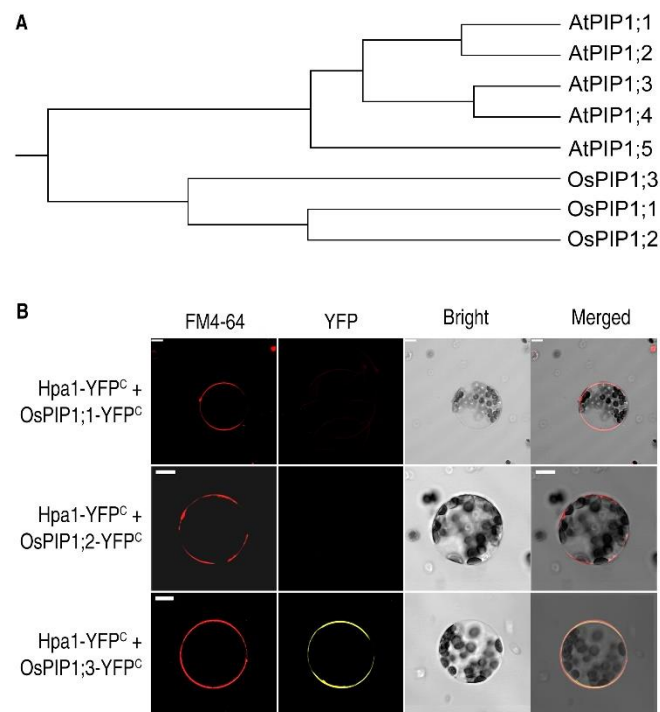 A
AtPIP1;1
AtPIP1;2
AtPIP1;3
AtPIP1;4
AtPIP1;5
OsPIP1;3
OsPIP1;1
OsPIP1;2
B
FM4-64 YFP Bright Merged
Hpa1-YFPᶜ +
OsPIP1;1-YFPᶜ
Hpa1-YFPᶜ +
OsPIP1;2-YFPᶜ
Hpa1-YFPᶜ +
OsPIP1;3-YFPᶜ